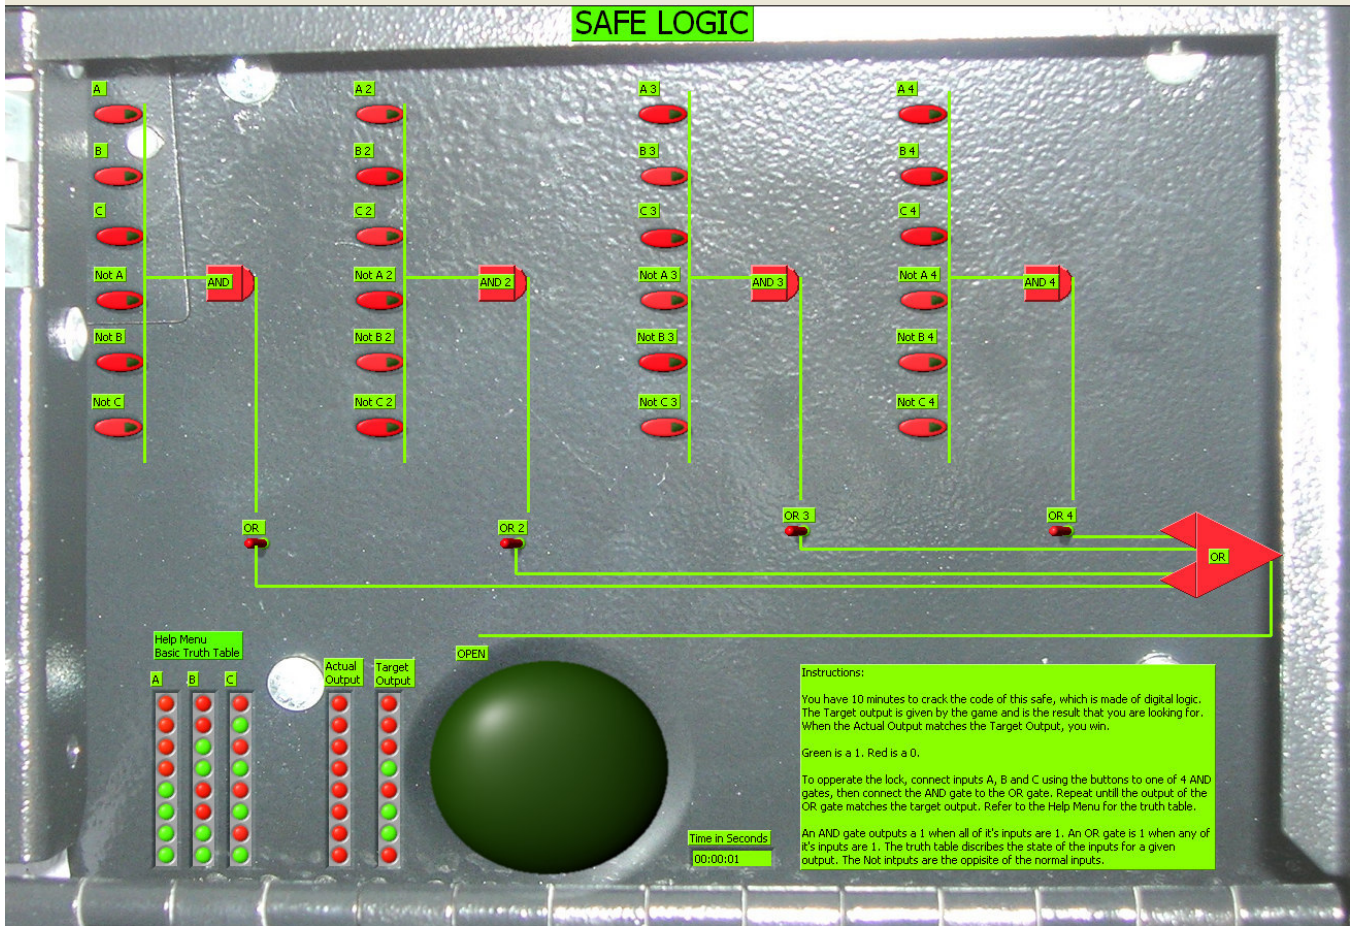 SAFE LOGIC
A
A 2
A 3
A 4
B
B 2
B 3
B 4
C
C 2
C 3
C 4
Not A
Not A 2
Not A 3
Not A 4
AND
AND 2
AND 3
AND 4
Not B
Not B 2
Not B 3
Not B 4
Not C
Not C 2
Not C 3
Not C 4
OR
OR 2
OR 3
OR 4
OR
Help Menu
Basic Truth Table
A
B
C
Actual
Output
Target
Output
OPEN
Time in Seconds
00:00:01
Instructions:
You have 10 minutes to crack the code of this safe, which is made of digital logic.
The Target output is given by the game and is the result that you are looking for.
When the Actual Output matches the Target Output, you win.
Green is a 1. Red is a 0.
To opperate the lock, connect inputs A, B and C using the buttons to one of 4 AND
gates, then connect the AND gate to the OR gate. Repeat untill the output of the
OR gate matches the target output. Refer to the Help Menu for the truth table.
An AND gate outputs a 1 when all of it's inputs are 1. An OR gate is 1 when any of
it's inputs are 1. The truth table discribes the state of the inputs for a given
output. The Not intputs are the oppisite of the normal inputs.